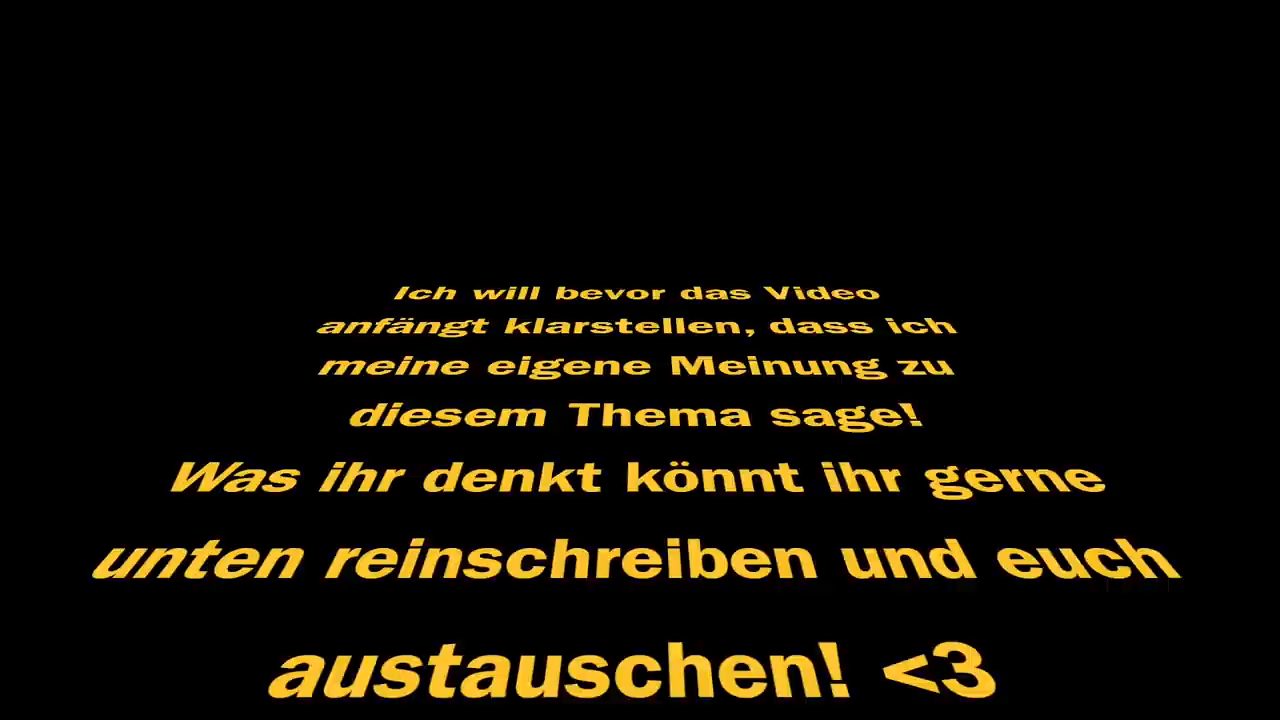 Ich will bevor das Video
anfängt klarstellen, dass ich
meine eigene Meinung zu
diesem Thema sage!
Was ihr denkt könnt ihr gerne
unten reinschreiben und euch
austauschen! <3